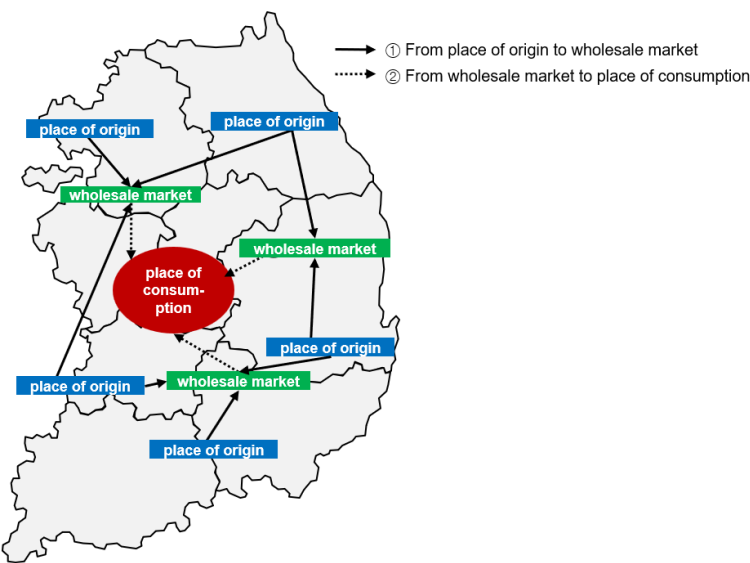 ① From place of origin to wholesale market
② From wholesale market to place of consumption
place of origin
place of origin
wholesale market
wholesale market
place of
consum-
ption
place of origin
wholesale market
place of origin
place of origin